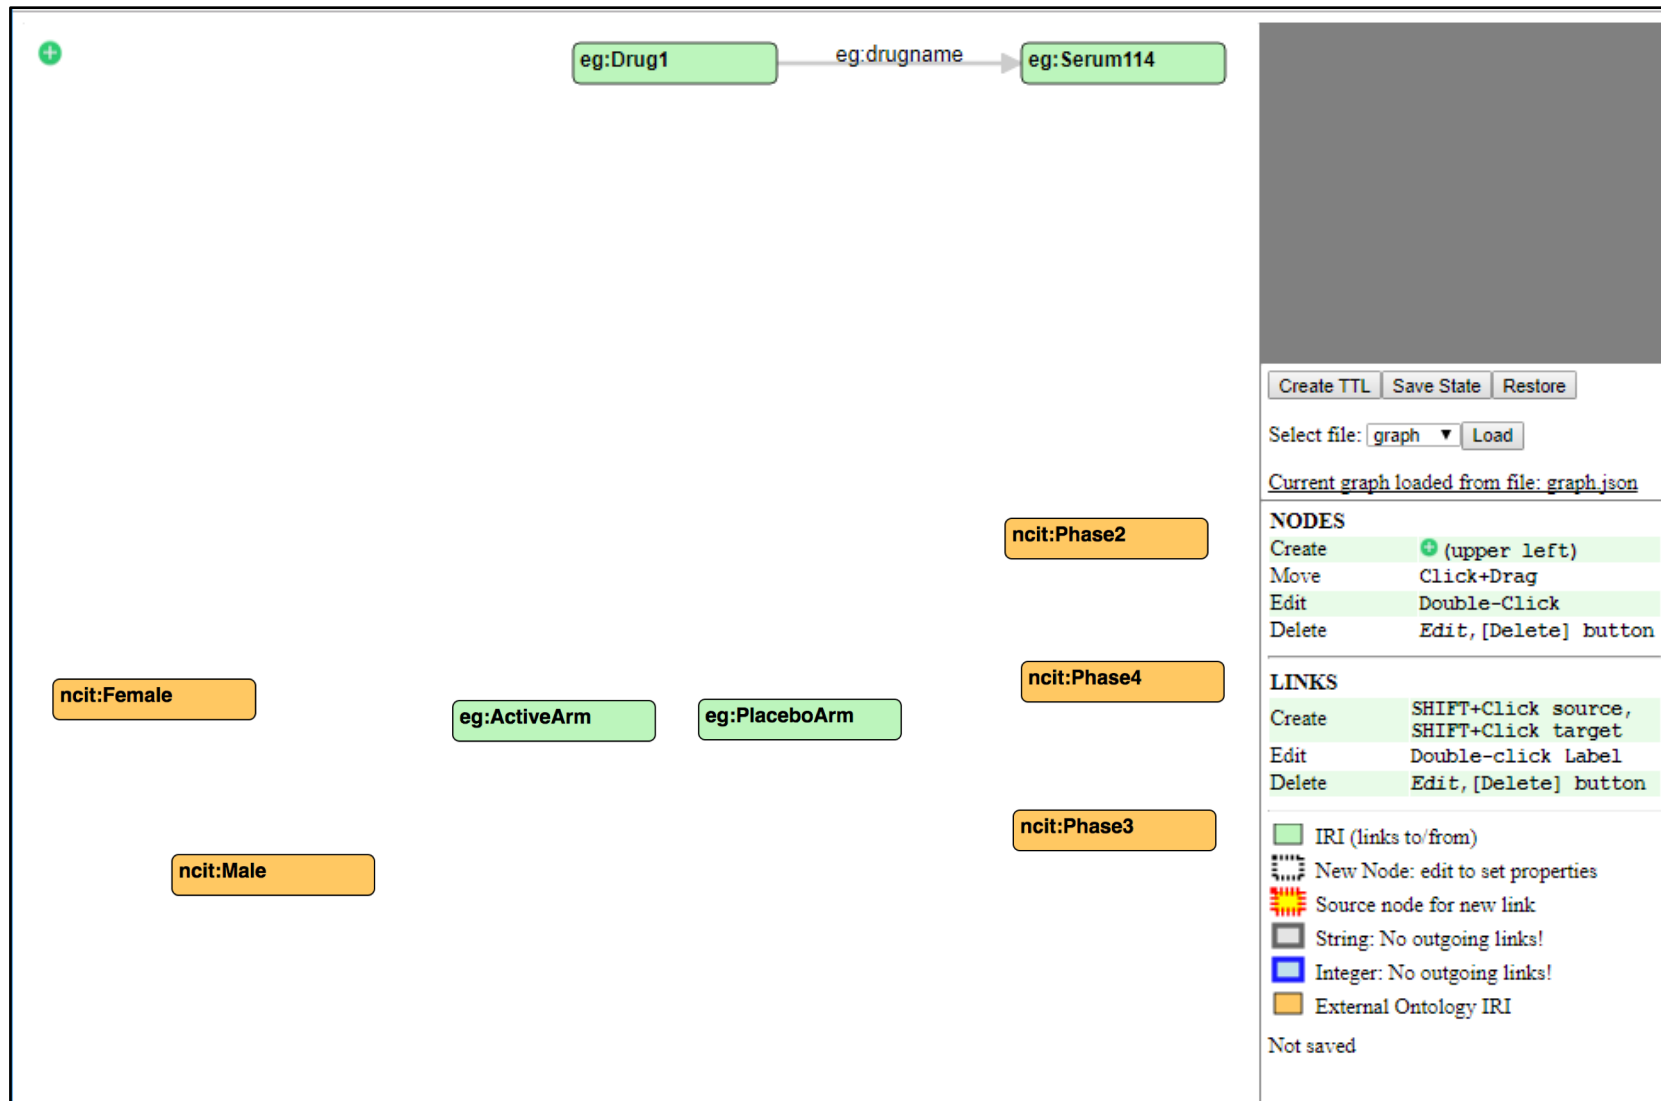 eg:Drug1
eg:drugname
eg:Serum114
Create TTL Save State Restore
Select file: graph Load
Current graph loaded from file: graph.json
NODES
Create (upper left)
Move Click+Drag
Edit Double-Click
Delete Edit,[Delete] button
LINKS
Create SHIFT+Click source,
SHIFT+Click target
Edit Double-click Label
Delete Edit,[Delete] button
IRI (links to/from)
New Node: edit to set properties
Source node for new link
String: No outgoing links!
Integer: No outgoing links!
External Ontology IRI
Not saved
ncit:Phase2
ncit:Female
eg:ActiveArm
eg:PlaceboArm
ncit:Phase4
ncit:Phase3
ncit:Male